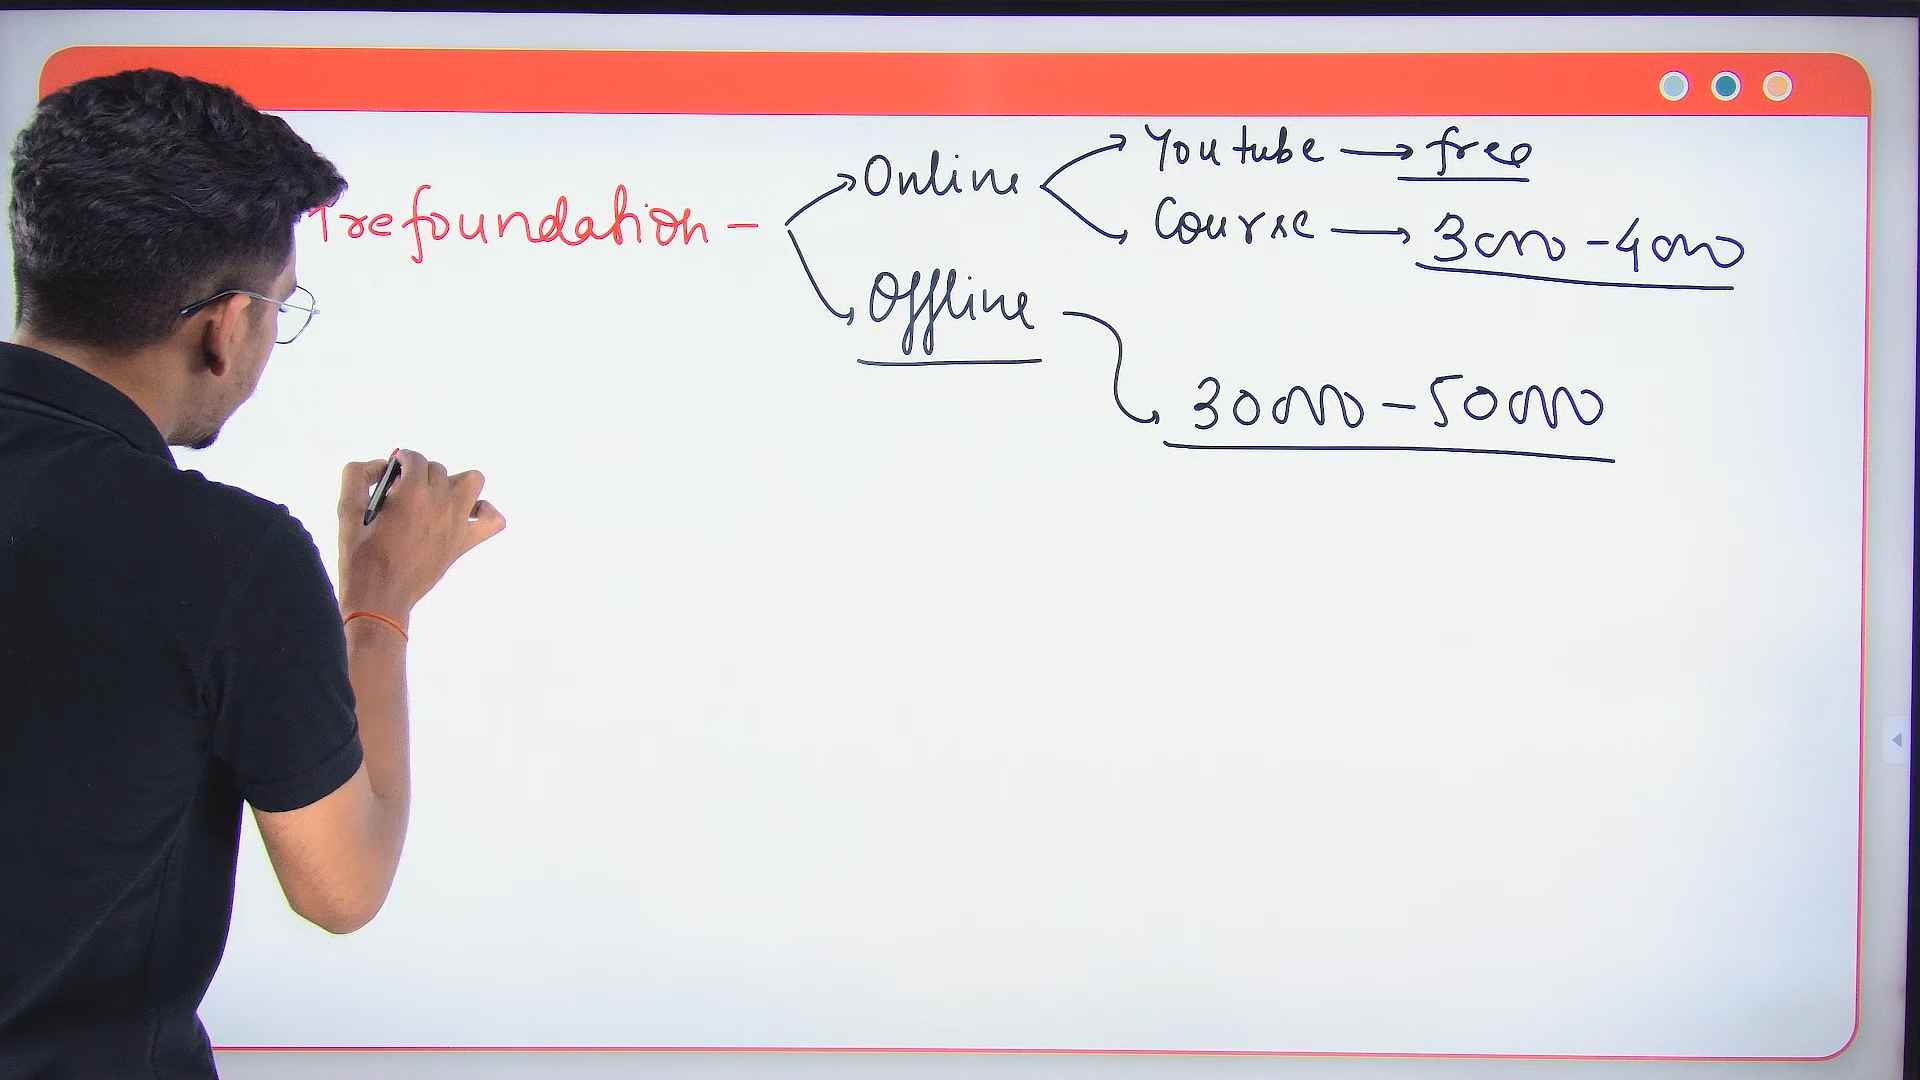 Prefoundation - Online Youtube → free
Course → 3000 - 4000
Offline
30000 - 50000